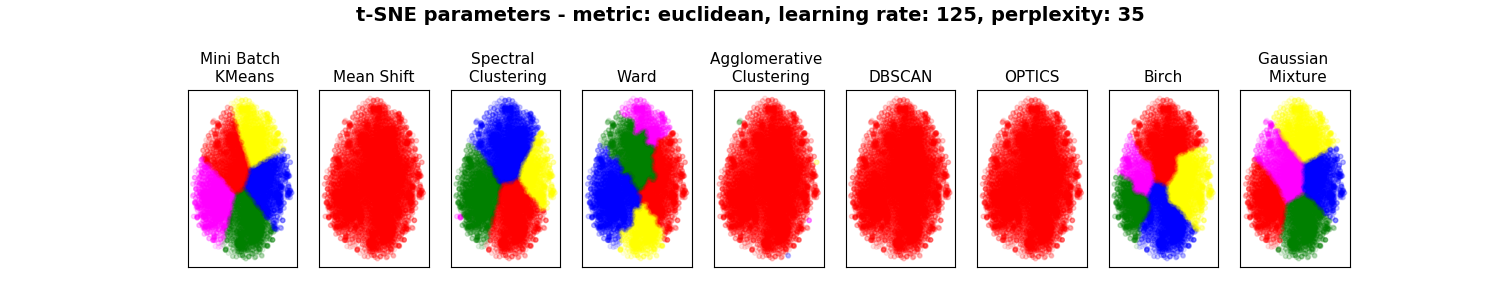 t-SNE parameters - metric: euclidean, learning rate: 125, perplexity: 35
Mini Batch
KMeans
Mean Shift
Spectral
Clustering
Ward
Agglomerative
Clustering
DBSCAN
OPTICS
Birch
Gaussian
Mixture